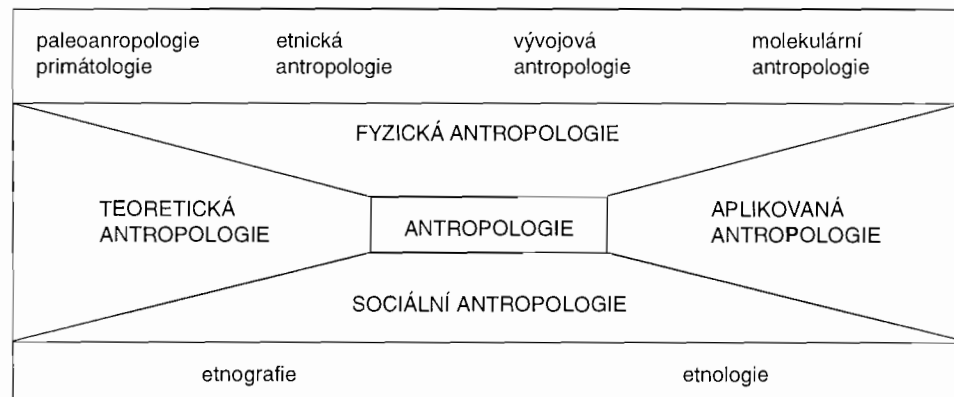 paleoanropologie
primátologie
etnická
antropologie
vývojová
antropologie
molekulární
antropologie
FYZICKÁ ANTROPOLOGIE
TEORETICKÁ
ANTROPOLOGIE
ANTROPOLOGIE
APLIKOVANÁ
ANTROPOLOGIE
SOCIÁLNÍ ANTROPOLOGIE
etnografie
etnologie